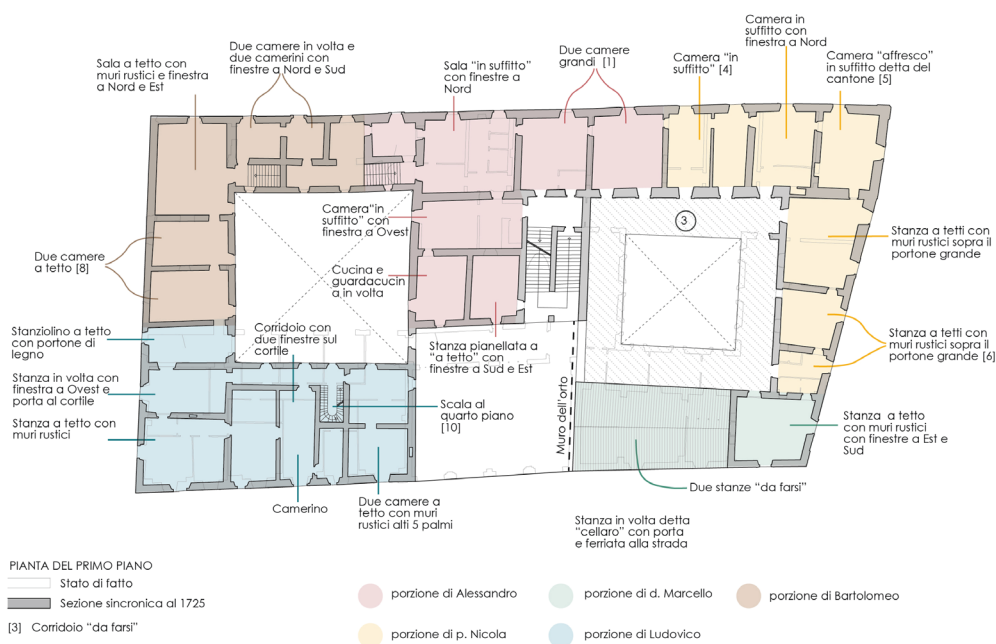 Camera in
suffitto con
finestra a Nord
Due camere in volta e
due camerini con
finestre a Nord e Sud
Due camere
grandi [1]
Camera “in
suffitto” [4]
Camera “affresco”
in suffitto detta del
cantone [5]
Sala a tetto con
muri rustici e finestra
a Nord e Est
Sala “in suffitto”
con finestre a
Nord
Camera“in
suffitto” con
finestra a Ovest
3
Stanza a tetti con
muri rustici sopra il
portone grande
Due camere
a tetto [8]
Cucina e
guardacucin
a in volta
Stanziolino a tetto
con portone di
legno
Corridoio con
due finestre sul
cortile
Stanza pianellata a
“a tetto” con
finestre a Sud e Est
Stanza a tetti con
muri rustici sopra il
portone grande [6]
Stanza in volta con
finestra a Ovest e
porta al cortile
Muro dell’orto
Scala al
quarto piano
[10]
Stanza a tetto con
muri rustici
Stanza a tetto
con muri rustici
con finestre a Est e
Sud
Camerino
Due camere a
tetto con muri
rustici alti 5 palmi
Due stanze “da farsi”
Stanza in volta detta
“cellaro” con porta
e ferriata alla strada
PIANTA DEL PRIMO PIANO
Stato di fatto
Sezione sincronica al 1725
[3] Corridoio “da farsi”
porzione di Alessandro
porzione di d. Marcello
porzione di Bartolomeo
porzione di p. Nicola
porzione di Ludovico